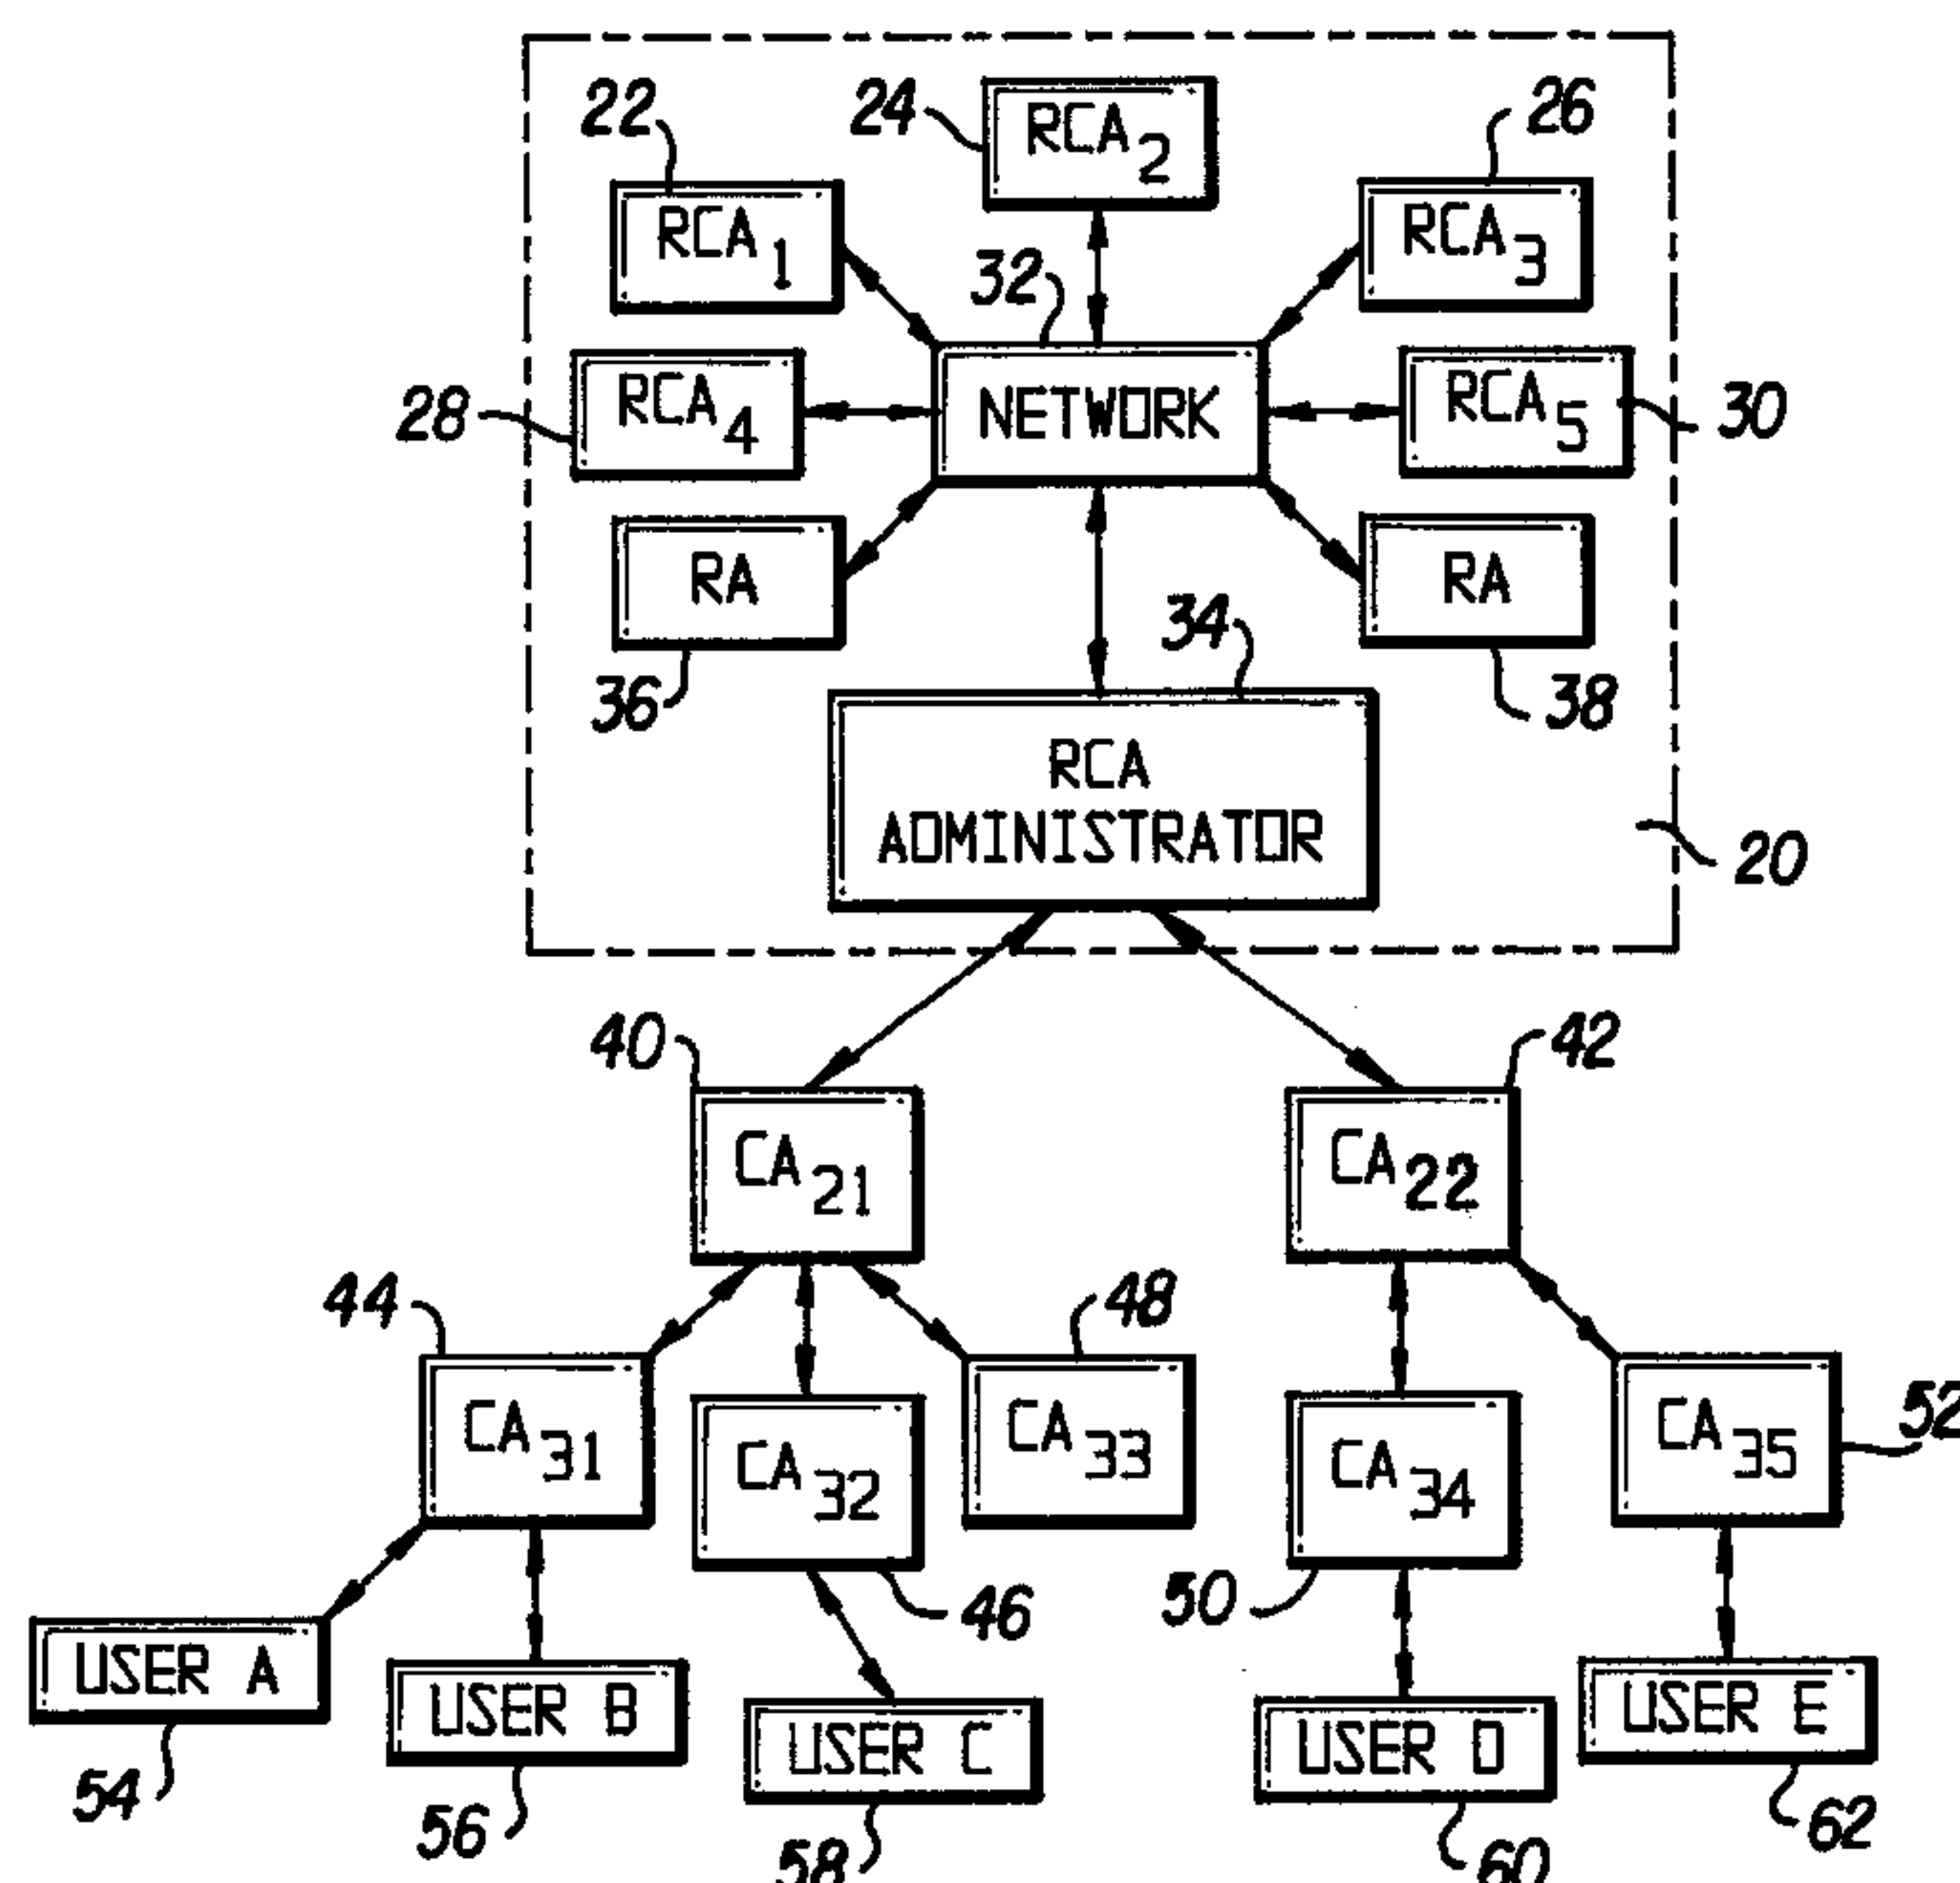 22
24
26
RCA2
RCA1
RCA3
32
28
RCA4
NETWORK
RCA5
30
RA
RA
36
34
38
RCA
ADMINISTRATOR
20
40
42
CA21
CA22
44
48
CA31
CA32
CA33
CA34
CA35
52
46
50
USER A
USER B
USER C
USER D
USER E
54
56
58
60
62